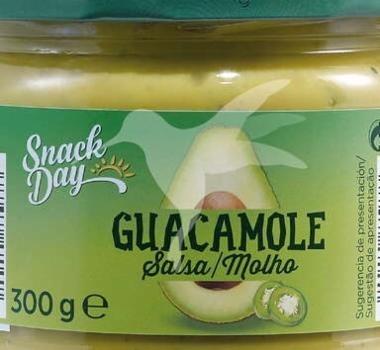 Snack
Day
GUACAMOLE
Salsa/Molho
300 g ℮
Sugerencia de presentación/
Sugestão de apresentação